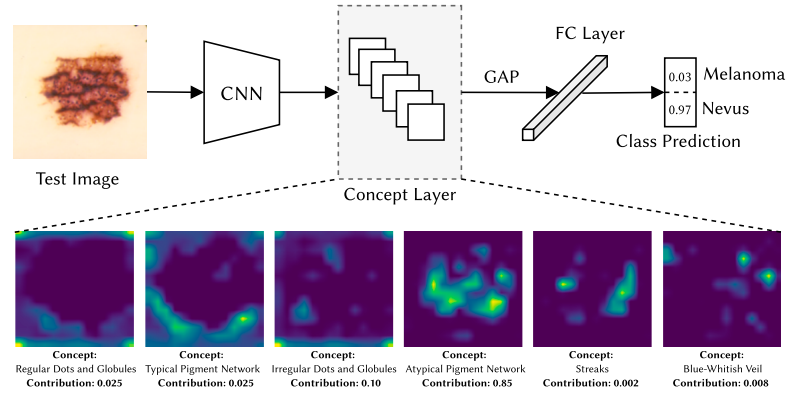 FC Layer
CNN
GAP
0.03 Melanoma
0.97 Nevus
Class Prediction
Test Image
Concept Layer
Concept:
Regular Dots and Globules
Contribution: 0.025
Concept:
Typical Pigment Network
Contribution: 0.025
Concept:
Irregular Dots and Globules
Contribution: 0.10
Concept:
Atypical Pigment Network
Contribution: 0.85
Concept:
Streaks
Contribution: 0.002
Concept:
Blue-Whitish Veil
Contribution: 0.008